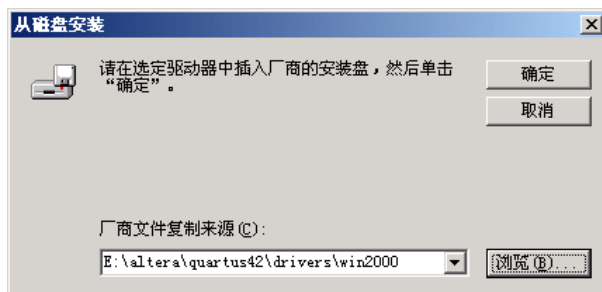 从磁盘安装
请在选定驱动器中插入厂商的安装盘，然后单击
“确定”。
确定
取消
厂商文件复制来源(C):
E:\altera\quartus42\drivers\win2000
浏览(B)...